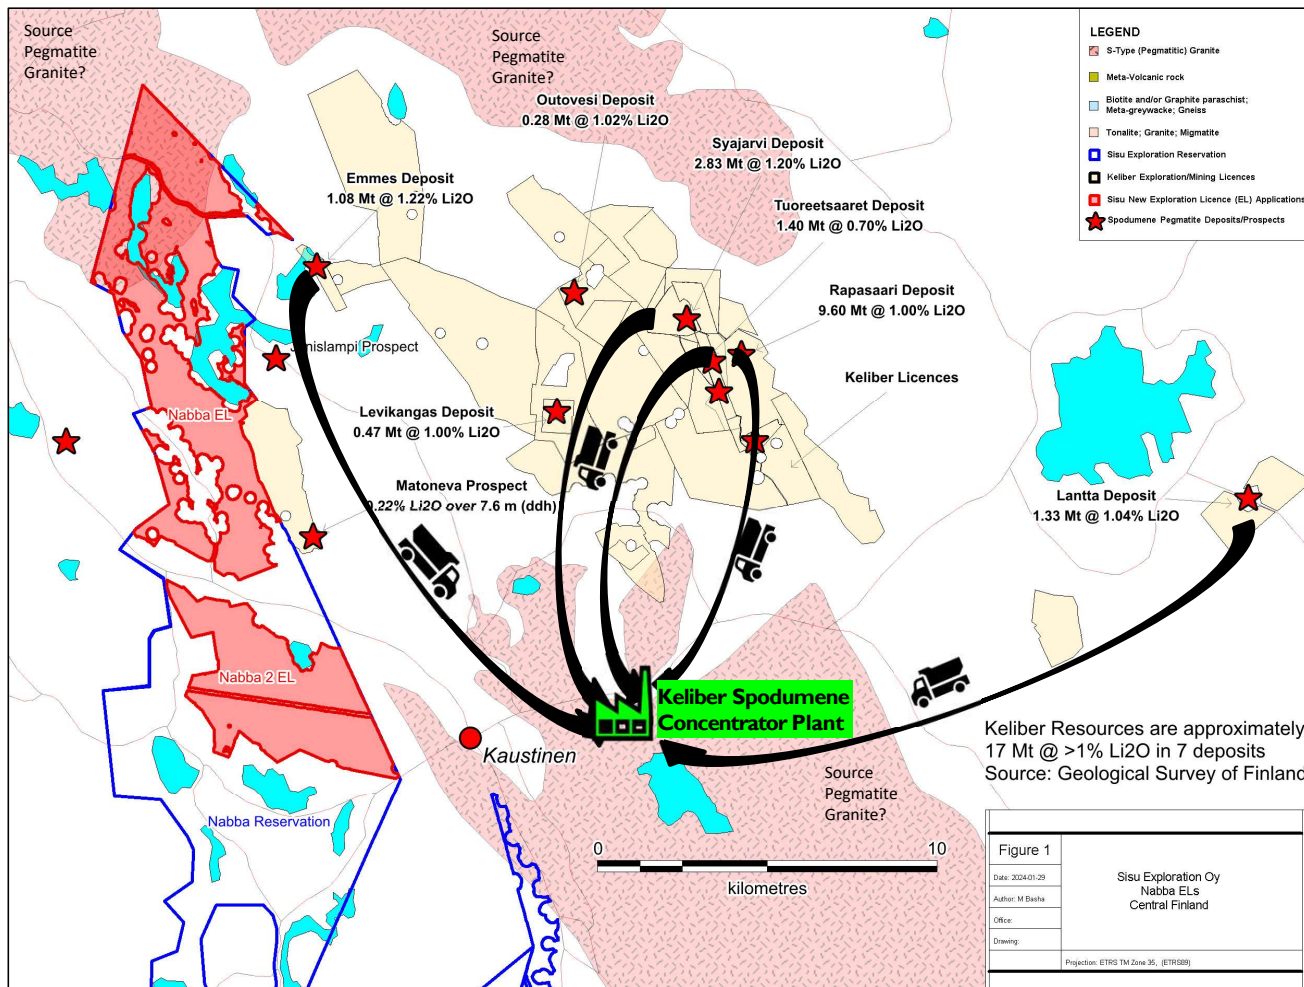 Source
Pegmatite
Granite?
Source
Pegmatite
Granite?
Outovesi Deposit
0.28 Mt @ 1.02% Li2O
Syajarvi Deposit
2.83 Mt @ 1.20% Li2O
Emmes Deposit
1.08 Mt @ 1.22% Li2O
Tuoreetsaaret Deposit
1.40 Mt @ 0.70% Li2O
Rapasaari Deposit
9.60 Mt @ 1.00% Li2O
Keliber Licences
Prospect
Levikangas Deposit
0.47 Mt @ 1.00% Li2O
Nabba EL
Matoneva Prospect
0.22% Li2O over 7.6 m (ddh)
Lantta Deposit
1.33 Mt @ 1.04% Li2O
Nabba 2 EL
Keliber Spodumene
Concentrator Plant
Kaustinen
Nabba Reservation
Source
Pegmatite
Granite?
0
10
kilometres
Keliber Resources are approximately
17 Mt @ >1% Li2O in 7 deposits
Source: Geological Survey of Finland
LEGEND
S-Type (Pegmatitic) Granite
Meta-Volcanic rock
Biotite and/or Graphite paraschist;
Meta-greywacke; Gneiss
Tonalite; Granite; Migmatite
Sisu Exploration Reservation
Keliber Exploration/Mining Licences
Sisu New Exploration Licence (EL) Applications
Spodumene Pegmatite Deposits/Prospects
Figure 1
Date: 2024-01-29
Author: M Basha
Office:
Drawing:
Sisu Exploration Oy
Nabba ELs
Central Finland
Projection: ETRS TM Zone 35, (ETRS89)